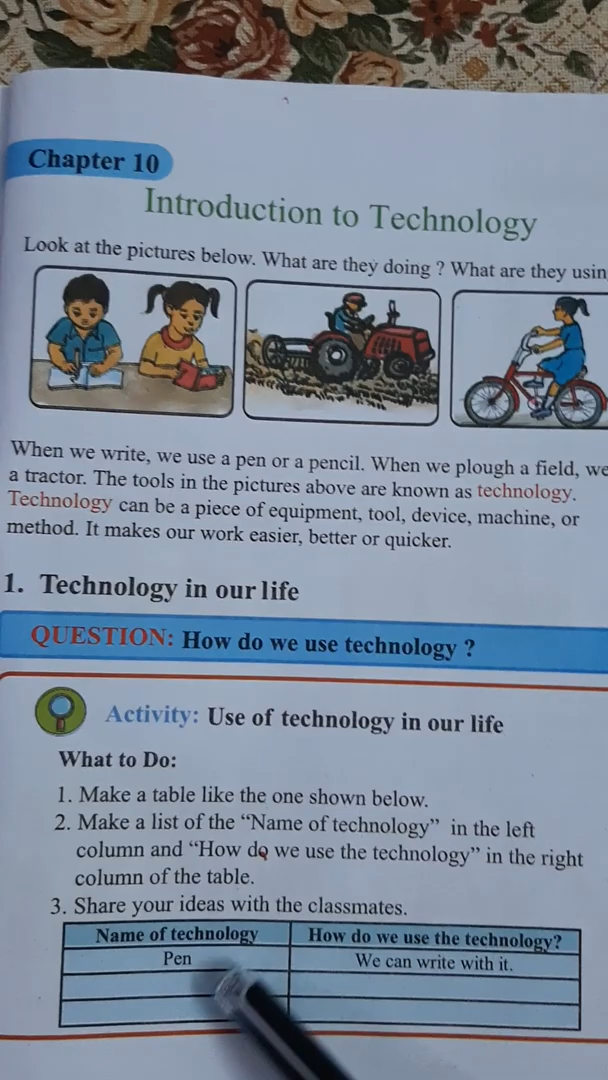 Chapter 10
Introduction to Technology
Look at the pictures below. What are they doing ? What are they usin
When we write, we use a pen or a pencil. When we plough a field, we
a tractor. The tools in the pictures above are known as technology.
Technology can be a piece of equipment, tool, device, machine, or
method. It makes our work easier, better or quicker.
1. Technology in our life
QUESTION: How do we use technology ?
Activity: Use of technology in our life
What to Do:
1. Make a table like the one shown below.
2. Make a list of the “Name of technology” in the left
column and “How do we use the technology” in the right
column of the table.
3. Share your ideas with the classmates.
Name of technology How do we use the technology?
Pen We can write with it.